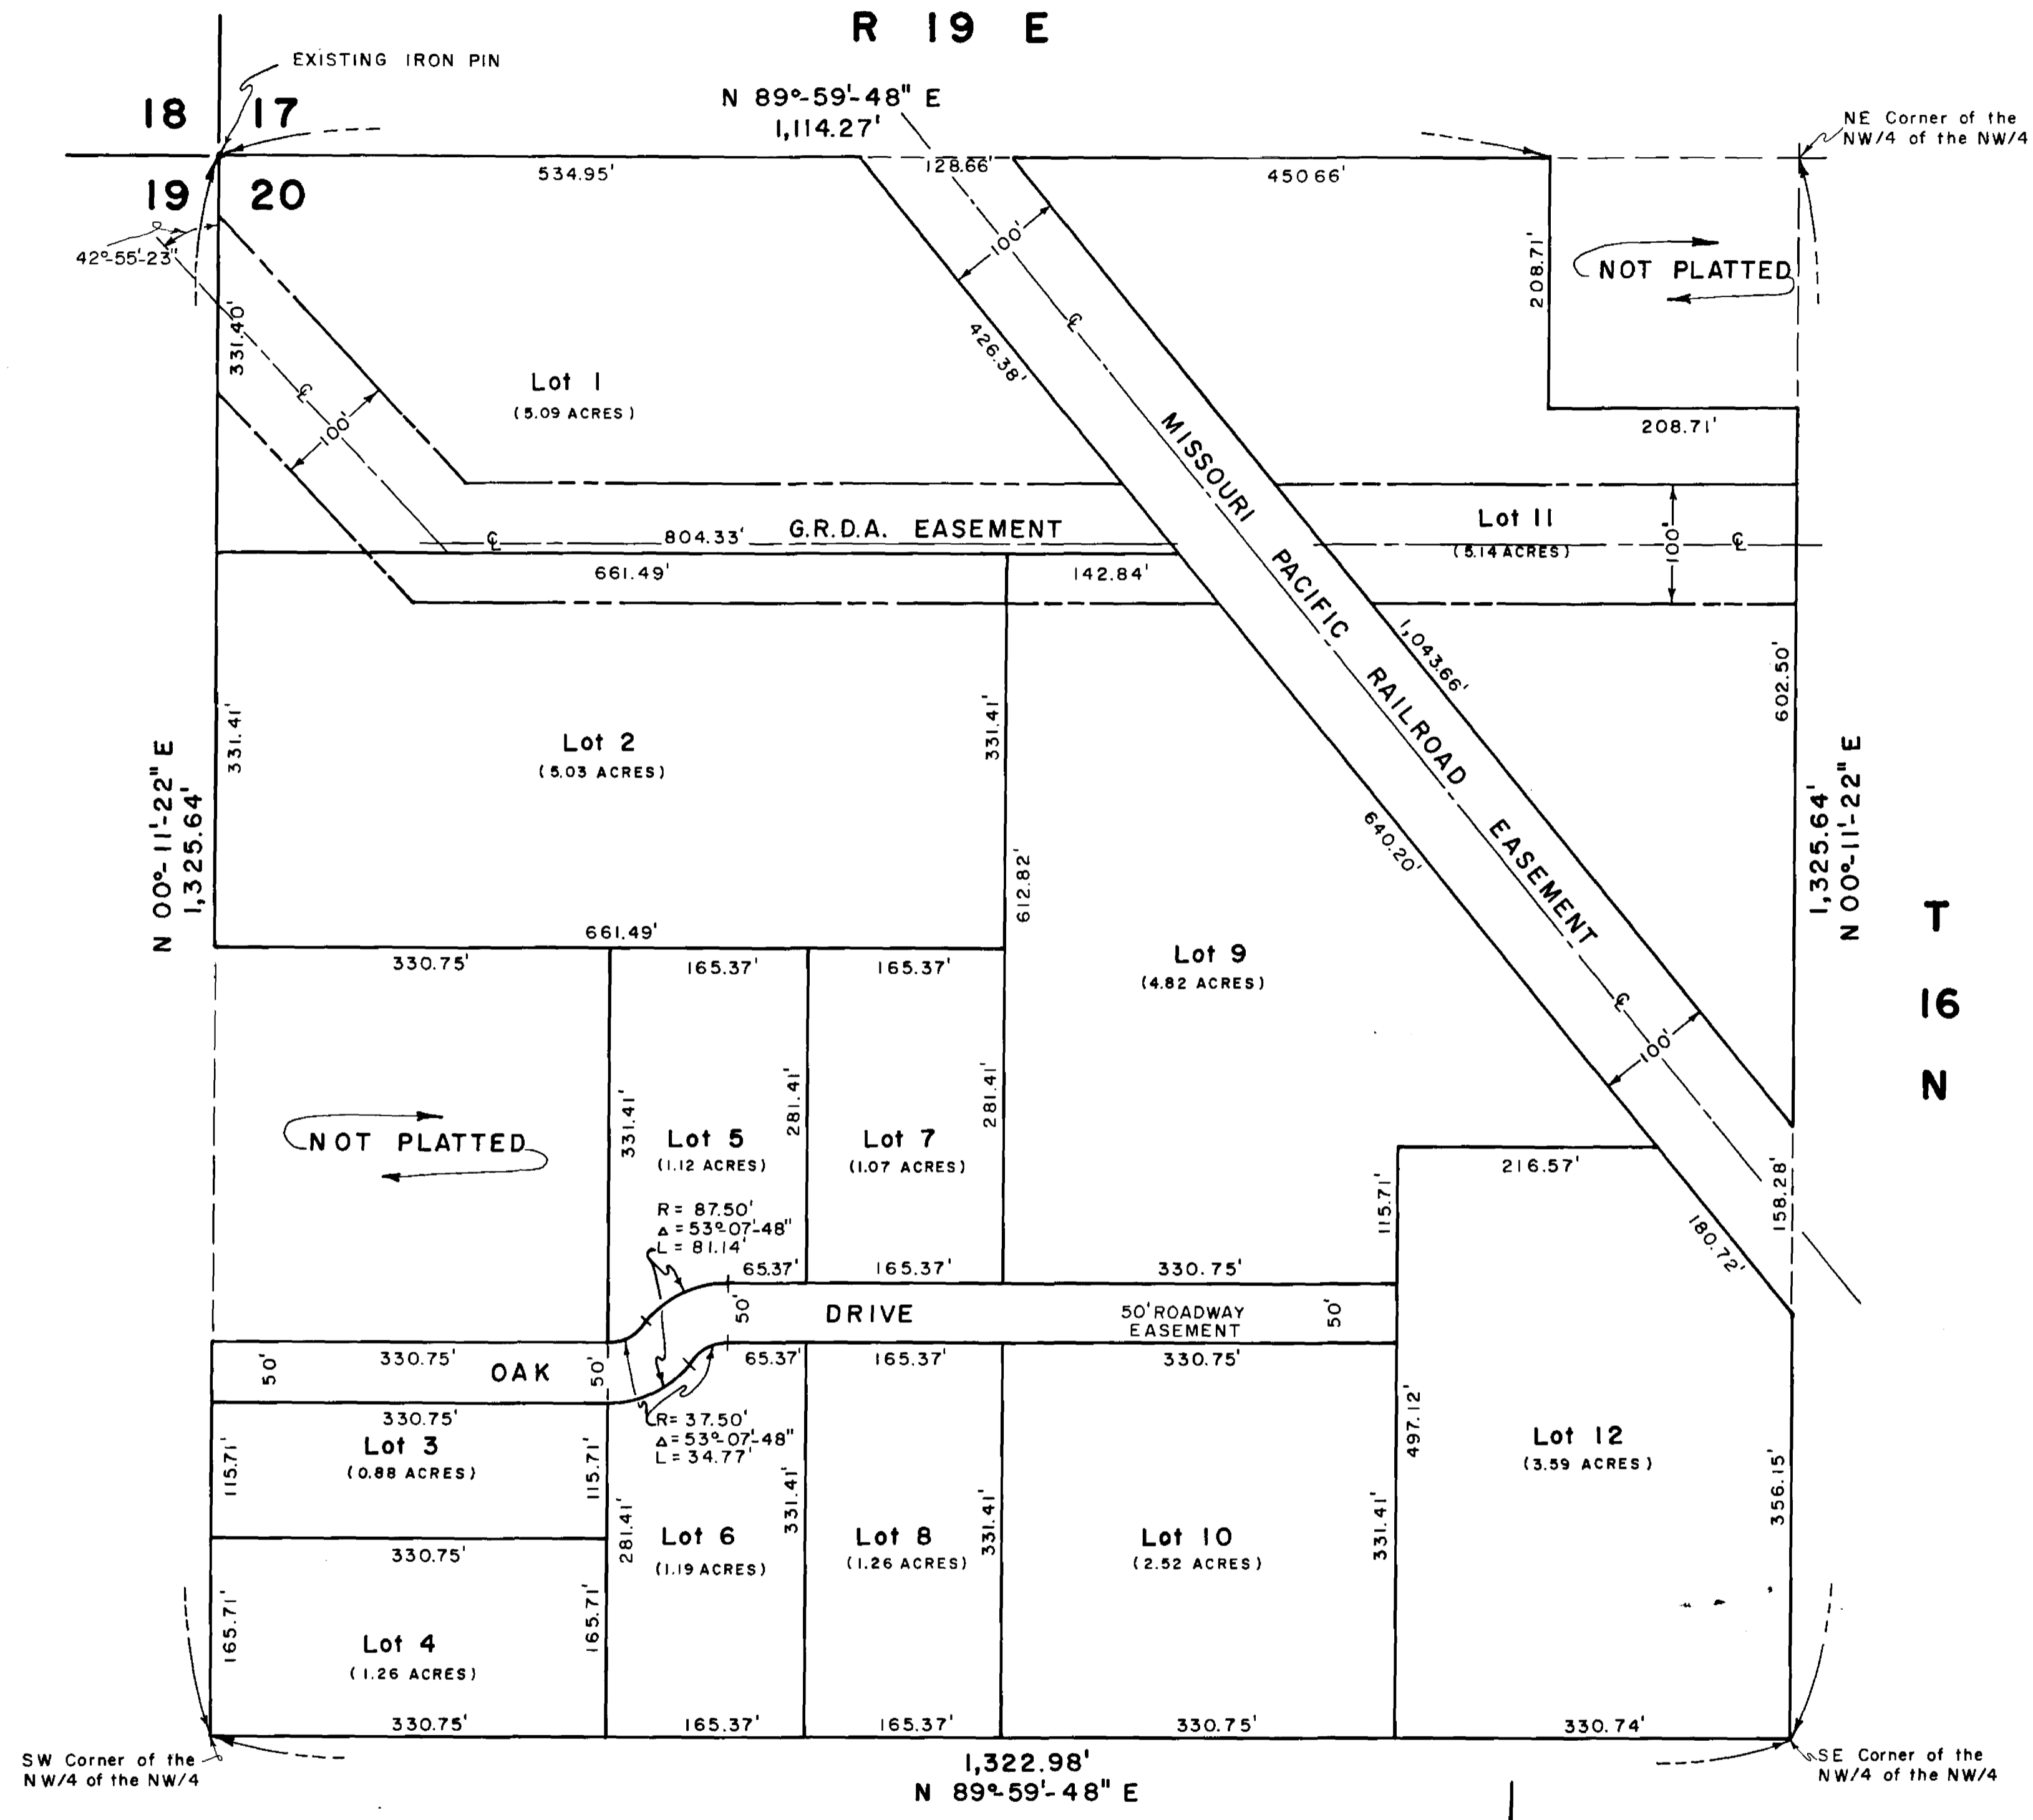 R 19 E
EXISTING IRON PIN
18 17
19 20
N 89°-59'-48" E
1,114.27'
NE Corner of the
NW/4 of the NW/4
534.95'
128.66'
450 66'
42°-55'-23"
331.40'
100'
℄
100'
℄
426.38'
208.71'
NOT PLATTED
208.71'
Lot 1
(5.09 ACRES)
MISSOURI PACIFIC RAILROAD EASEMENT
℄
804.33'
G.R.D.A. EASEMENT
Lot 11
(5.14 ACRES)
100'
℄
661.49'
142.84'
1,043.66'
602.50'
331.41'
Lot 2
(5.03 ACRES)
331.41'
612.82'
640.20'
N 00°-11'-22" E
1,325.64'
1,325.64'
N 00°-11'-22" E
T
16
N
661.49'
330.75'
165.37'
165.37'
Lot 9
(4.82 ACRES)
℄
100'
NOT PLATTED
331.41'
Lot 5
(1.12 ACRES)
281.41'
Lot 7
(1.07 ACRES)
281.41'
115.71'
216.57'
158.28'
180.72'
R = 87.50'
Δ = 53°-07'-48"
L = 81.14'
65.37'
165.37'
330.75'
50'
DRIVE
50' ROADWAY
EASEMENT
50'
330.75'
50'
OAK
50'
65.37'
165.37'
330.75'
330.75'
Lot 3
(0.88 ACRES)
115.71'
115.71'
R = 37.50'
Δ = 53°-07'-48"
L = 34.77'
281.41'
Lot 6
(1.19 ACRES)
331.41'
Lot 8
(1.26 ACRES)
331.41'
Lot 10
(2.52 ACRES)
331.41'
497.12'
Lot 12
(3.59 ACRES)
356.15'
330.75'
165.71'
Lot 4
(1.26 ACRES)
165.71'
330.75'
165.37'
165.37'
330.75'
330.74'
SW Corner of the
NW/4 of the NW/4
1,322.98'
N 89°-59'-48" E
SE Corner of the
NW/4 of the NW/4